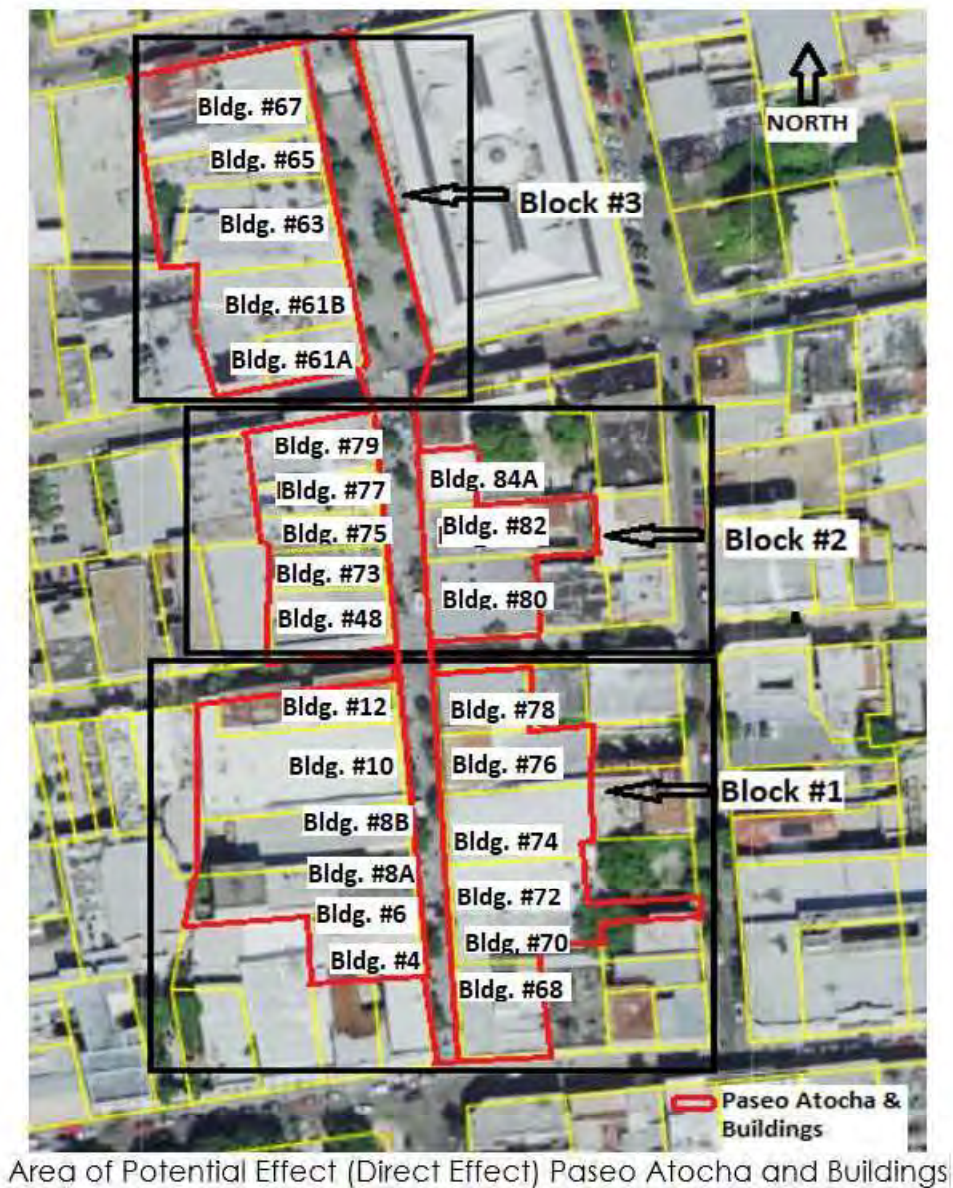 NORTH
Bldg. #67
Bldg. #65
Bldg. #63
Bldg. #61B
Bldg. #61A
Block #3
Bldg. #79
Bldg. #77
Bldg. #75
Bldg. #73
Bldg. #48
Bldg. 84A
Bldg. #82
Bldg. #80
Block #2
Bldg. #12
Bldg. #10
Bldg. #8B
Bldg. #8A
Bldg. #6
Bldg. #4
Bldg. #78
Bldg. #76
Bldg. #74
Bldg. #72
Bldg. #70
Bldg. #68
Block #1
Paseo Atocha &
Buildings
Area of Potential Effect (Direct Effect) Paseo Atocha and Buildings